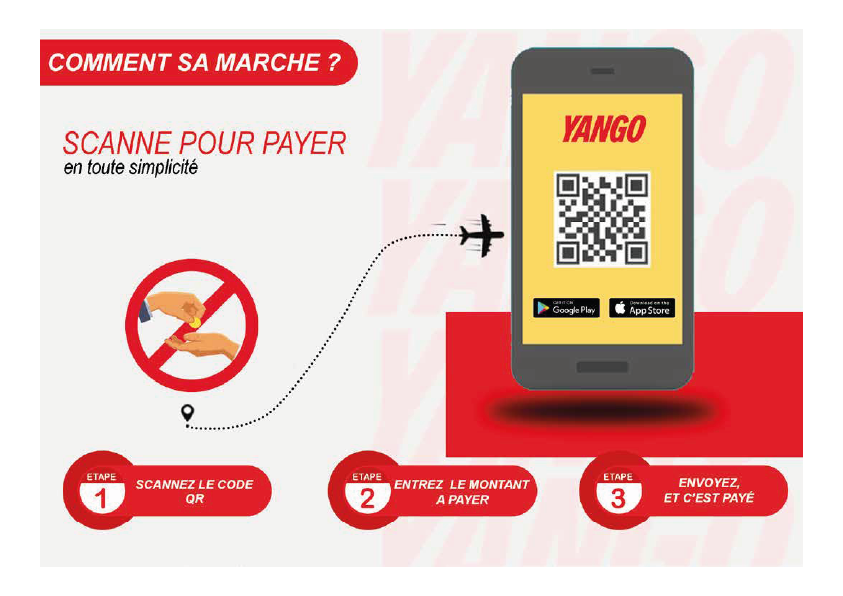 COMMENT SA MARCHE ?
SCANNE POUR PAYER
en toute simplicité
YANGO
GET IT ON
Google Play
Download on the
App Store
ETAPE
1
SCANNEZ LE CODE
QR
ETAPE
2
ENTREZ LE MONTANT
A PAYER
ETAPE
3
ENVOYEZ,
ET C'EST PAYÉ
YANGO
YANGO
YANGO
YANGO